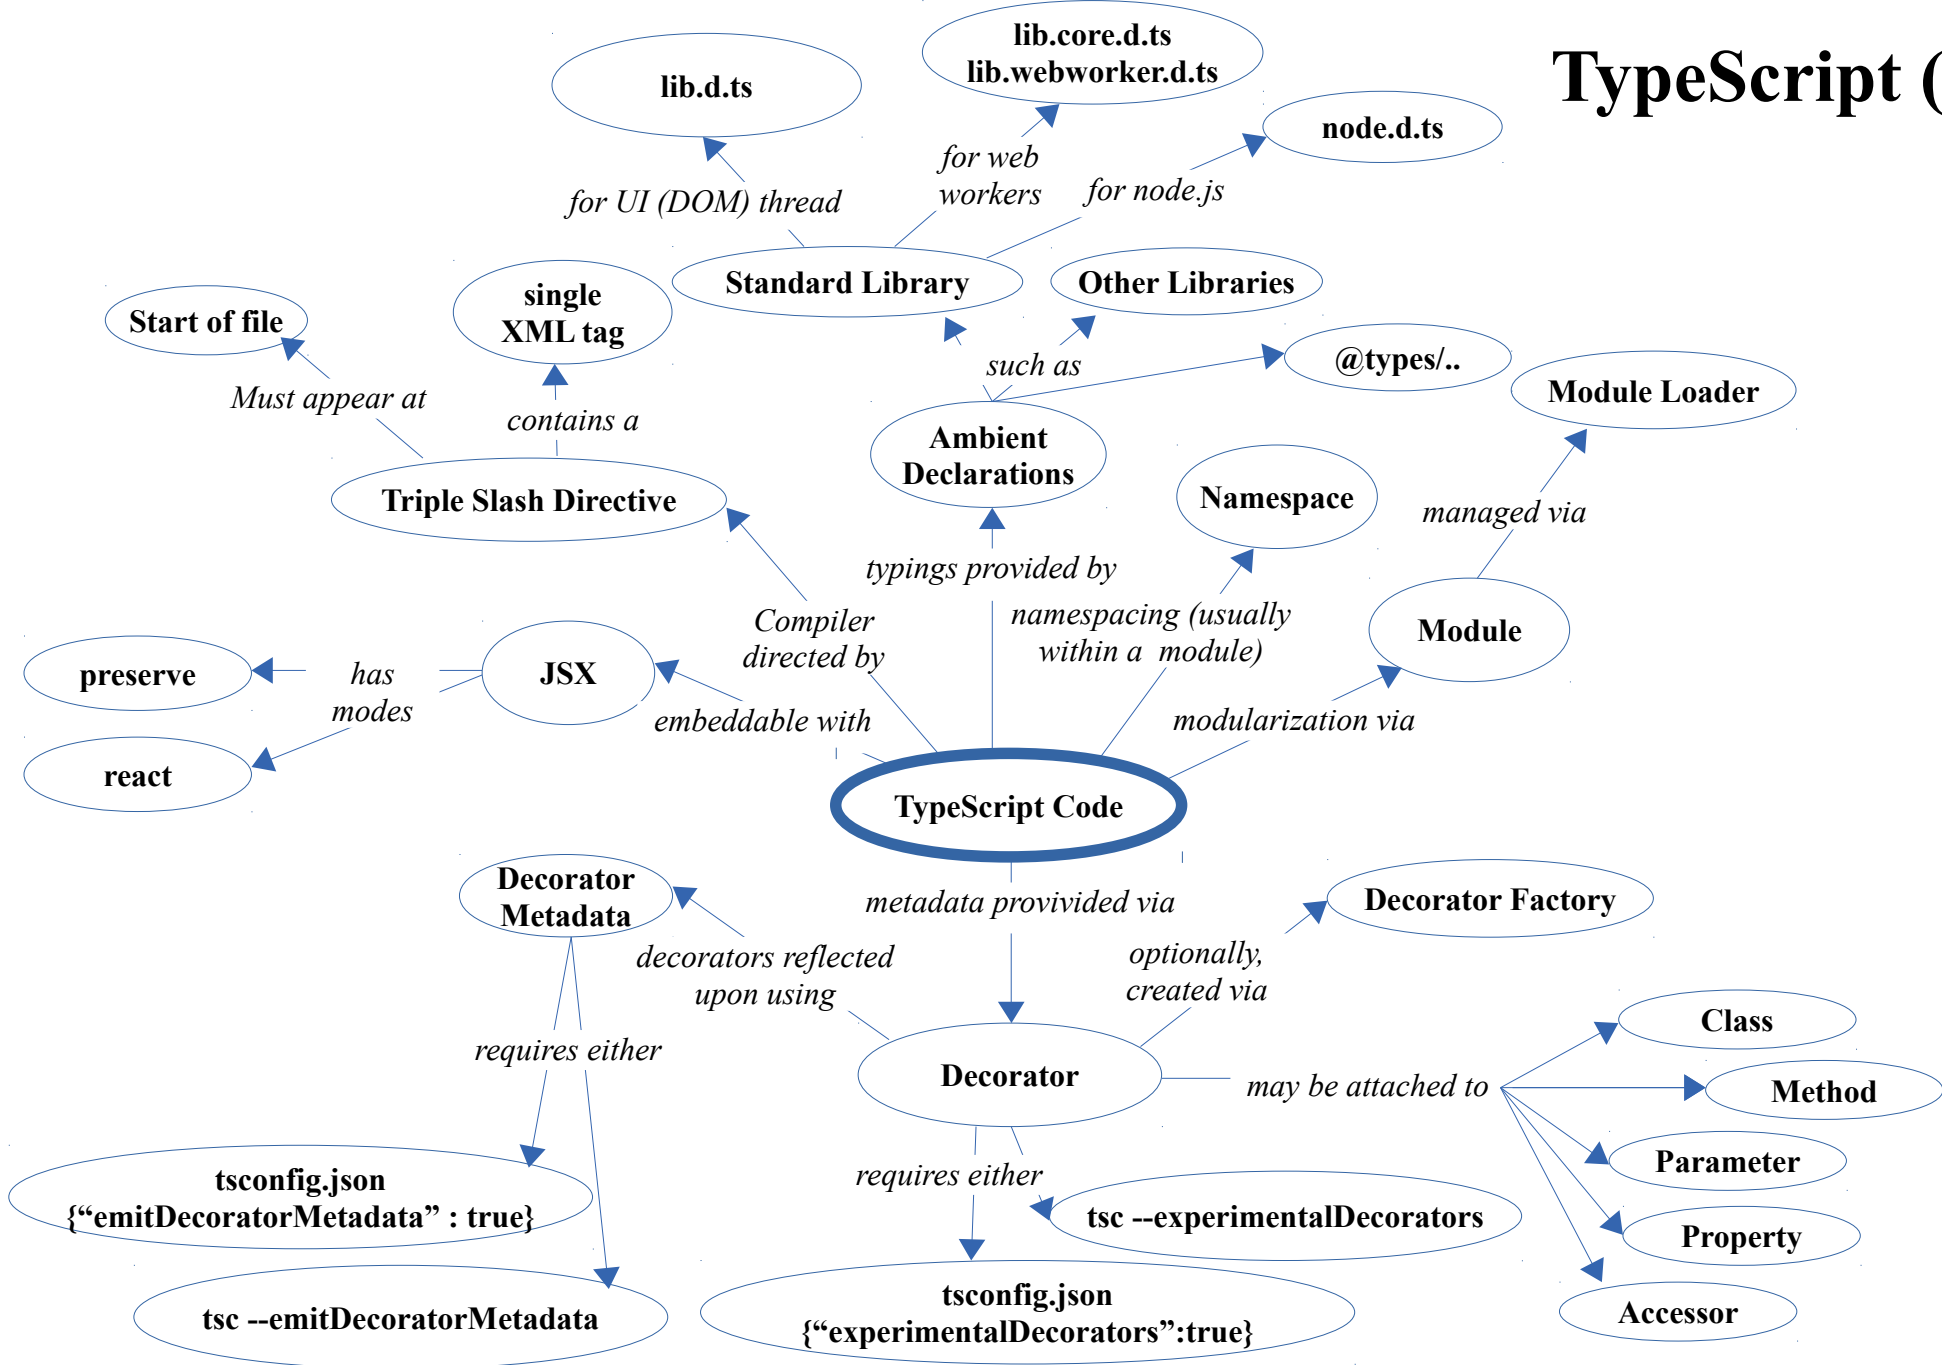 TypeScript (
lib.core.d.ts
lib.webworker.d.ts
lib.d.ts
node.d.ts
for web
workers
for UI (DOM) thread
for node.js
Standard Library
Other Libraries
single
XML tag
Start of file
such as
@types/..
Module Loader
Must appear at
contains a
Ambient
Declarations
Triple Slash Directive
Namespace
managed via
typings provided by
Compiler
directed by
namespacing (usually
within a  module)
Module
preserve
has
modes
JSX
embeddable with
modularization via
react
TypeScript Code
Decorator
Metadata
metadata provivided via
Decorator Factory
decorators reflected
upon using
optionally,
created via
requires either
Decorator
may be attached to
Class
Method
Parameter
Property
Accessor
tsconfig.json
{“emitDecoratorMetadata” : true}
requires either
tsc --experimentalDecorators
tsc --emitDecoratorMetadata
tsconfig.json
{“experimentalDecorators”:true}